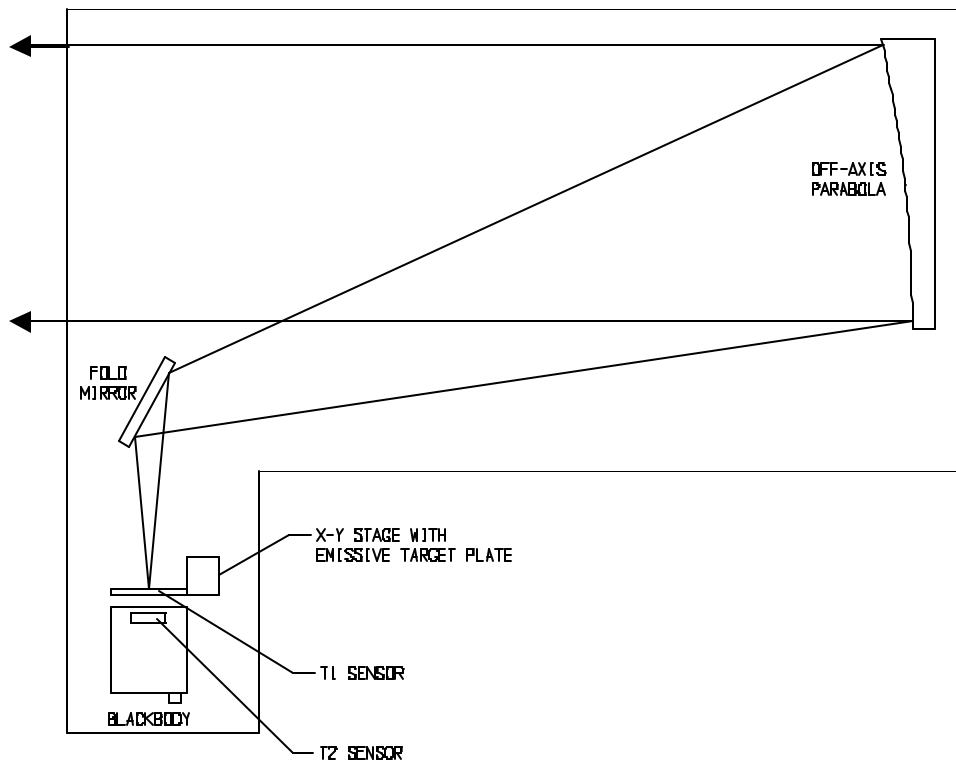 OFF-AXIS
PARABOLA
FOLD
MIRROR
X-Y STAGE WITH
EMISSIVE TARGET PLATE
T1 SENSOR
BLACKBODY
T2 SENSOR